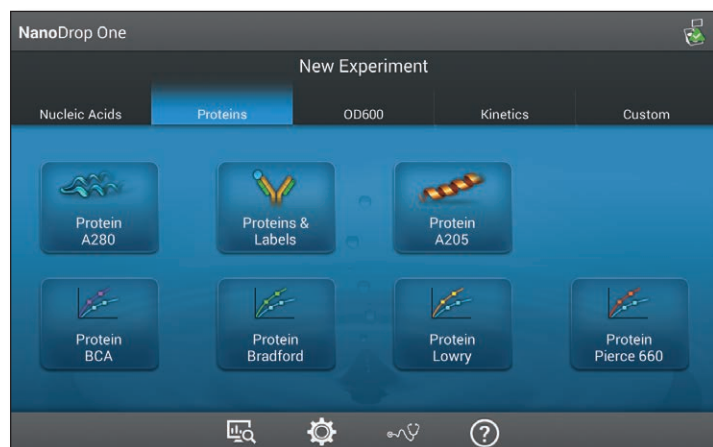 NanoDrop One
New Experiment
Nucleic Acids
Proteins
OD600
Kinetics
Custom
Protein
A280
Proteins &
Labels
Protein
A205
Protein
BCA
Protein
Bradford
Protein
Lowry
Protein
Pierce 660
?